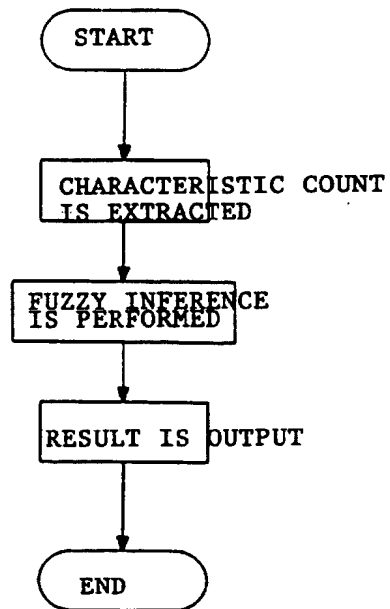 START
CHARACTERISTIC COUNT
IS EXTRACTED
FUZZY INFERENCE
IS PERFORMED
RESULT IS OUTPUT
END